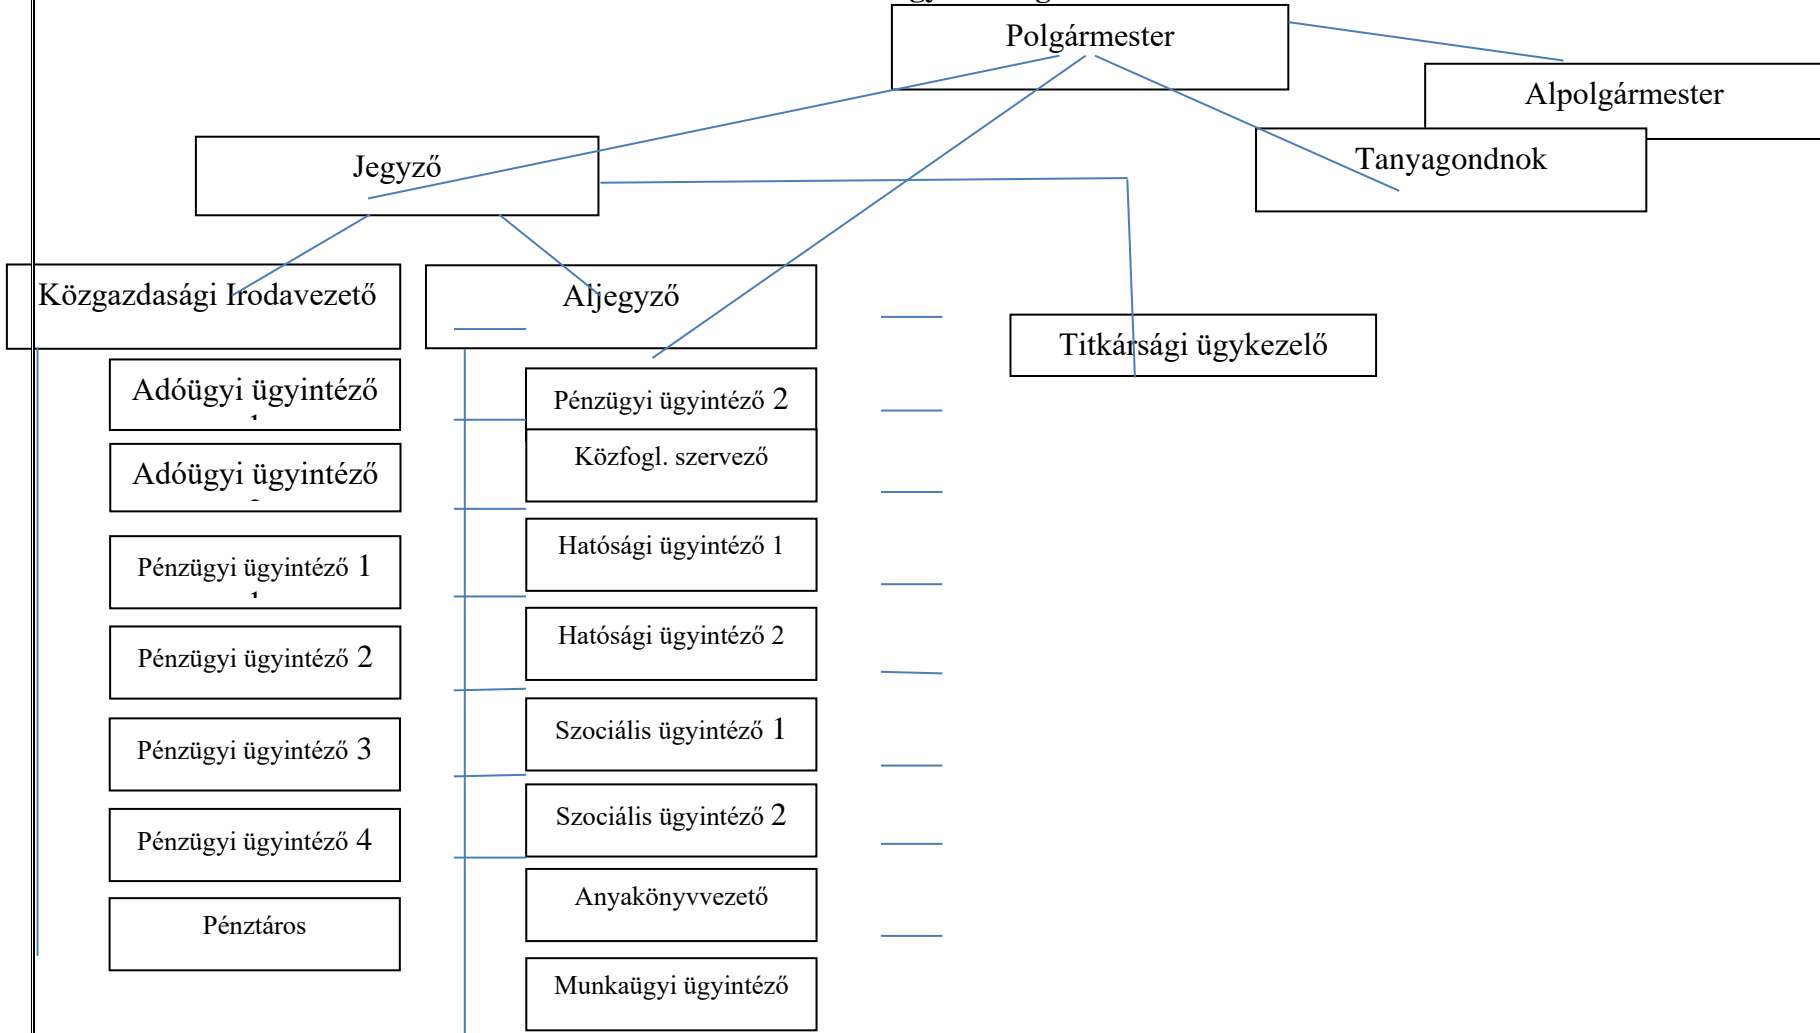 Polgármester
Alpolgármester
Tanyagondnok
Jegyző
Közgazdasági Irodavezető
Aljegyző
Titkársági ügykezelő
Adóügyi ügyintéző
Adóügyi ügyintéző
Pénzügyi ügyintéző 1
Pénzügyi ügyintéző 2
Pénzügyi ügyintéző 3
Pénzügyi ügyintéző 4
Pénztáros
Pénzügyi ügyintéző 2
Közfogl. szervező
Hatósági ügyintéző 1
Hatósági ügyintéző 2
Szociális ügyintéző 1
Szociális ügyintéző 2
Anyakönyvvezető
Munkaügyi ügyintéző